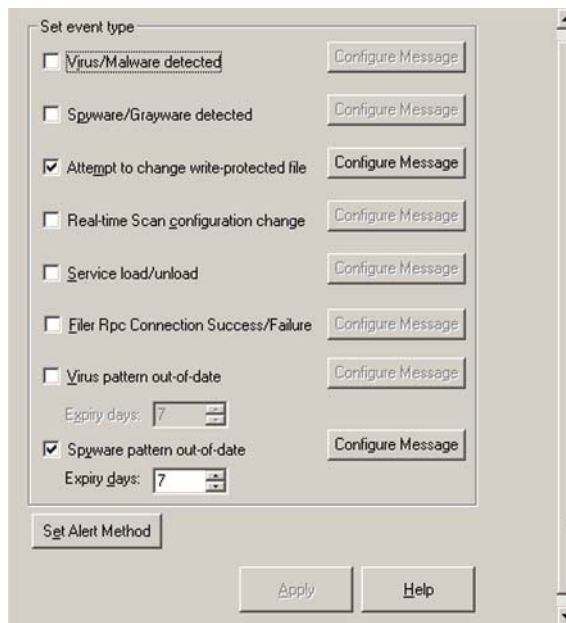 Set event type
Virus/Malware detected Configure Message
Spyware/Grayware detected Configure Message
Attempt to change write-protected file Configure Message
Real-time Scan configuration change Configure Message
Service load/unload Configure Message
Filer Rpc Connection Success/Failure Configure Message
Virus pattern out-of-date Configure Message
Expiry days: 7
Spyware pattern out-of-date Configure Message
Expiry days: 7
Set Alert Method
Apply Help